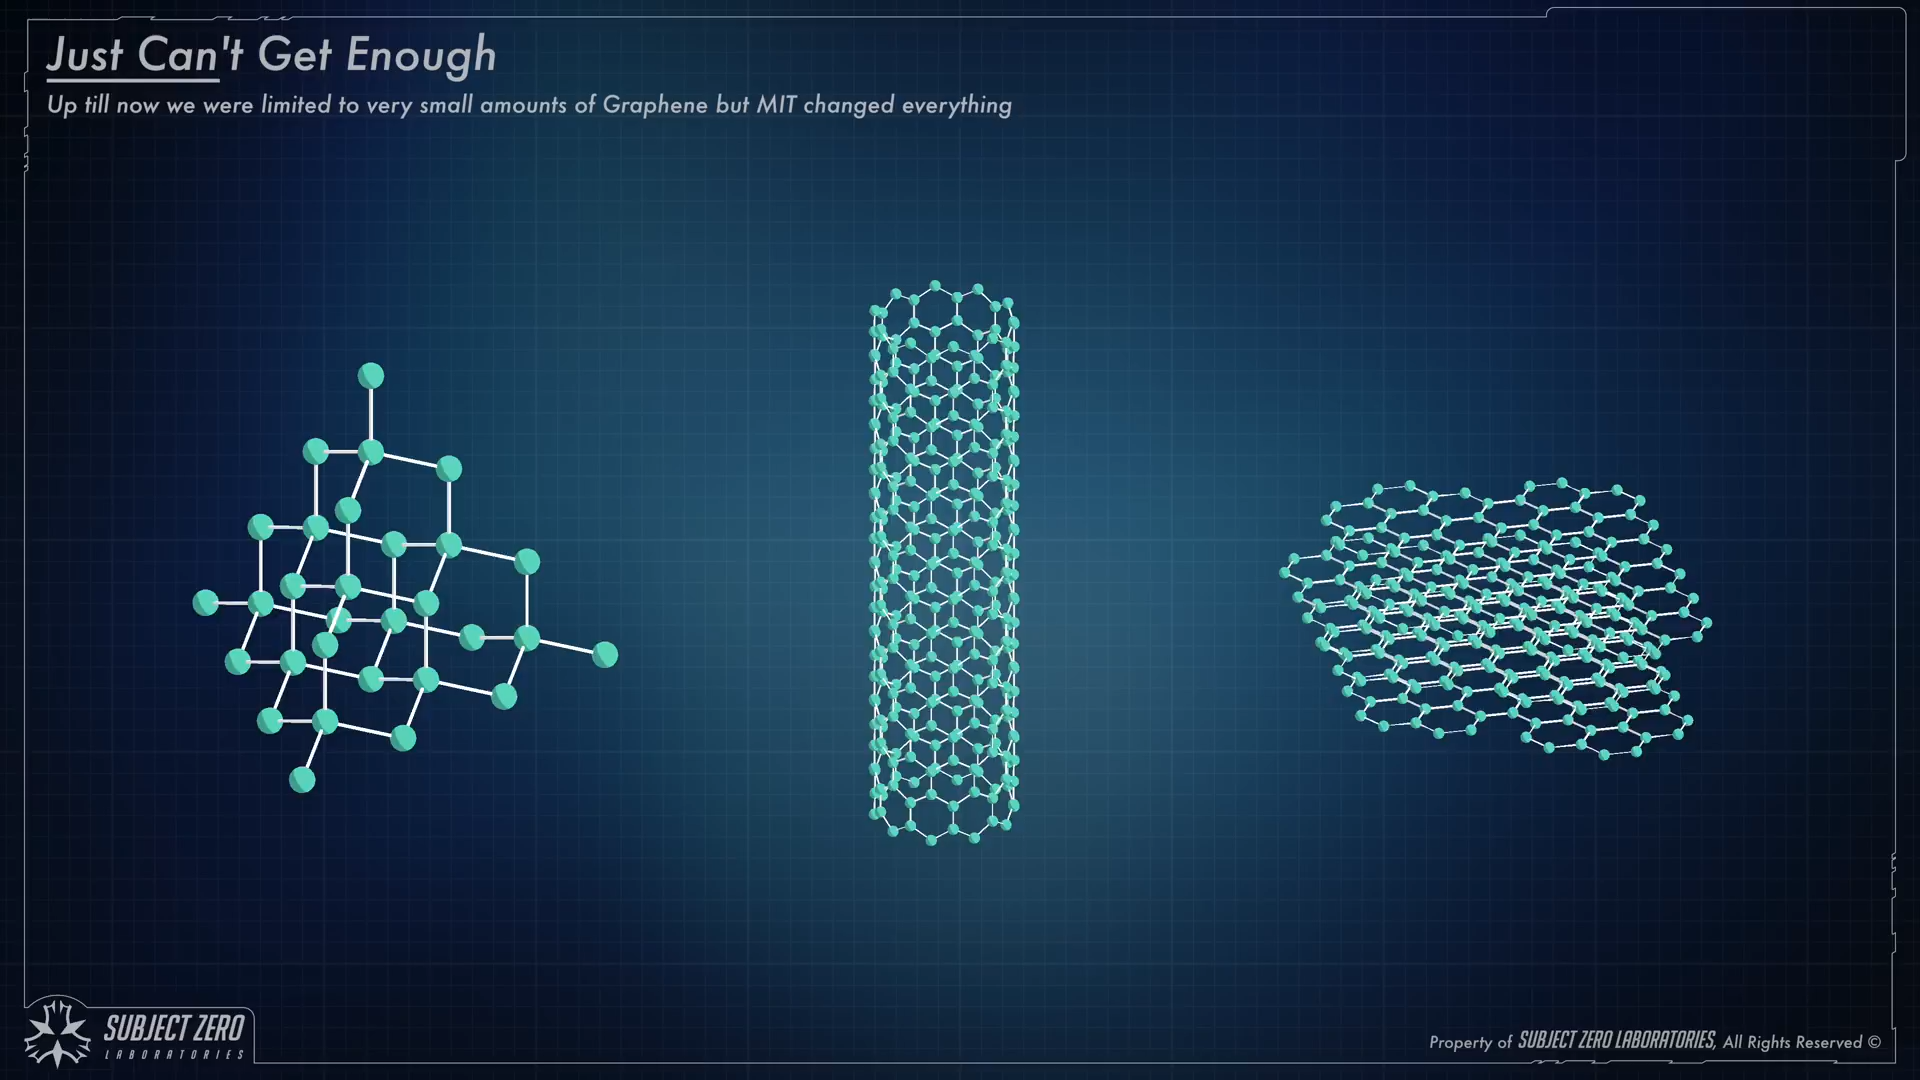 Just Can't Get Enough
Up till now we were limited to very small amounts of Graphene but MIT changed everything
SUBJECT ZERO
LABORATORIES
Property of SUBJECT ZERO LABORATORIES, All Rights Reserved ©